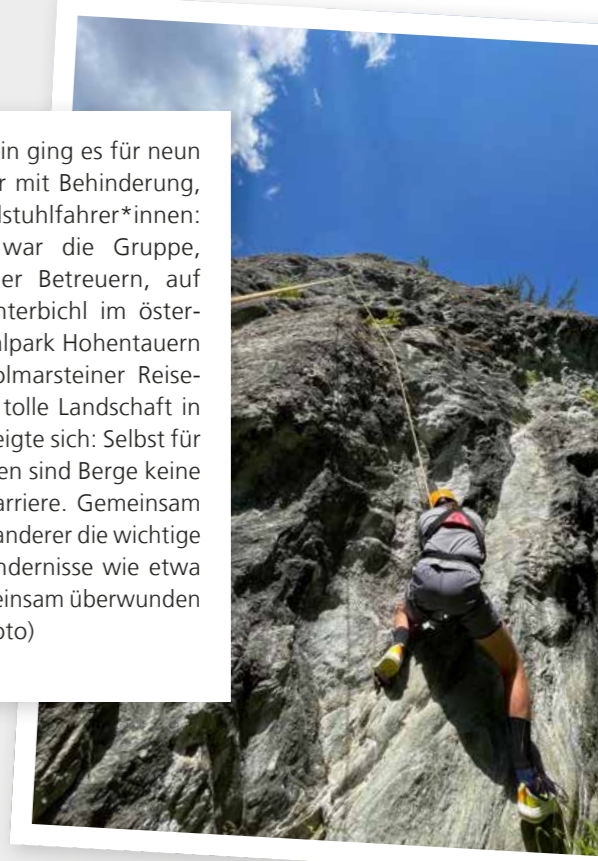 in ging es für neun
r mit Behinderung,
lstuhlfahrer*innen:
war die Gruppe,
er Betreuern, auf
nterbichl im öster-
alpark Hohentauern
olmarsteiner Reise-
tolle Landschaft in
eigte sich: Selbst für
en sind Berge keine
arriere. Gemeinsam
anderer die wichtige
ndernisse wie etwa
einsam überwunden
oto)